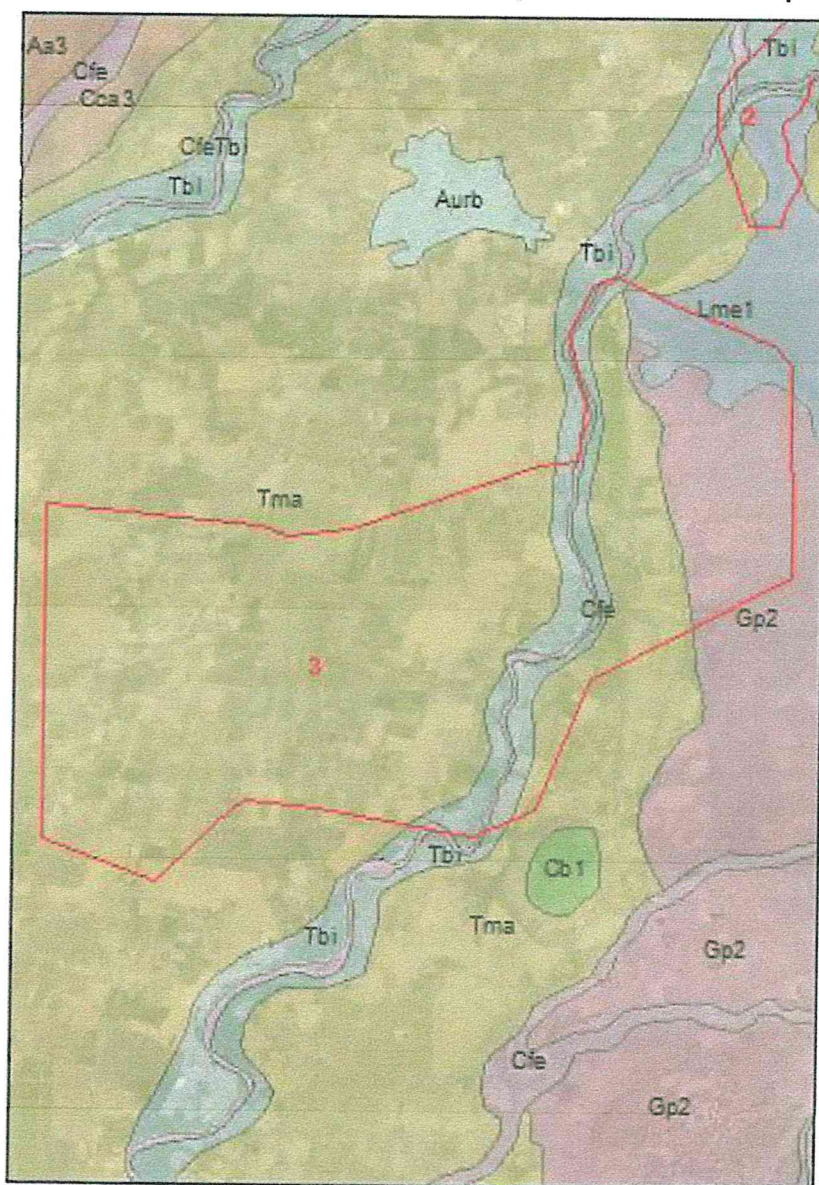 Aa3
Cfe
Cca3
CfeTbi
Tbi
Aurb
Tbi
2
Tbi
Lme1
Tma
Cfe
Gp2
3
Tbi
Cb1
Tbi
Tma
Gp2
Cfe
Gp2